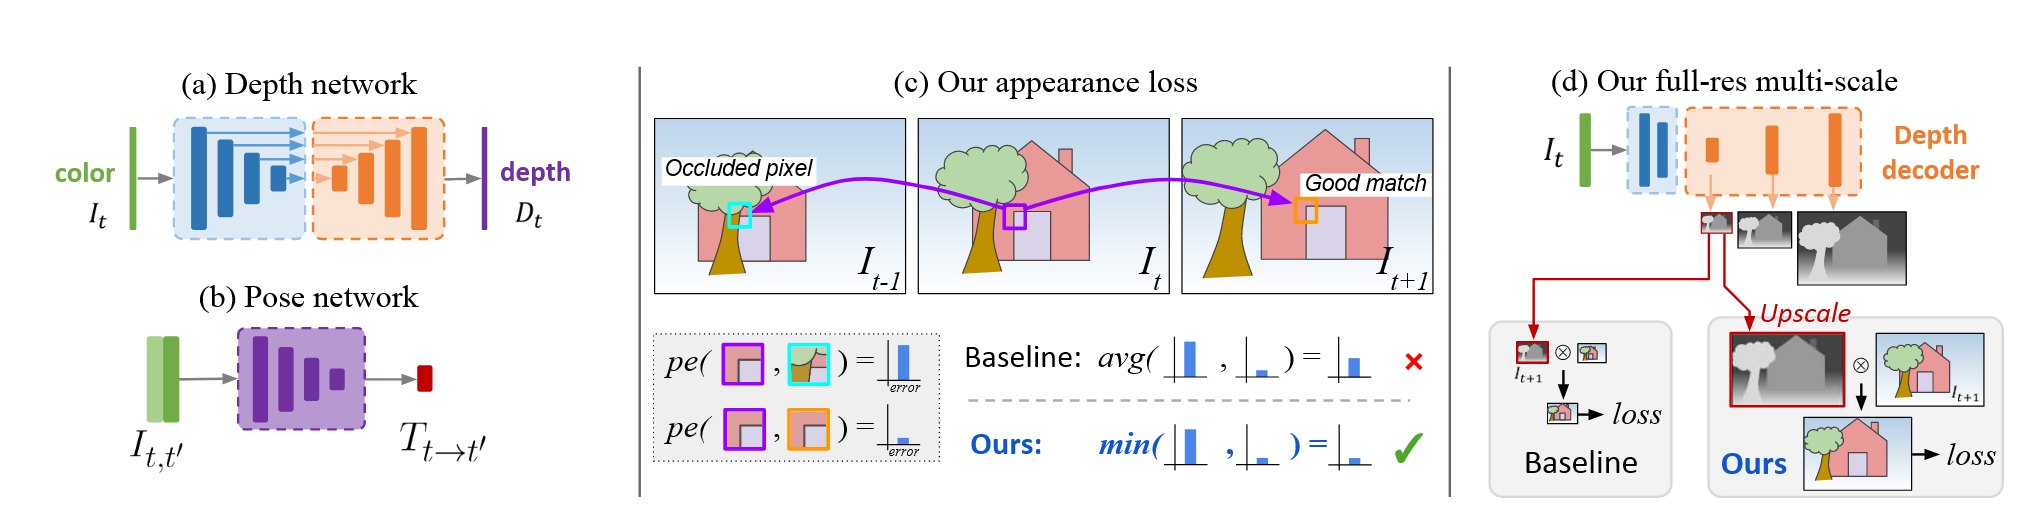 (a) Depth network
color
I_t
depth
D_t
(b) Pose network
I_{t,t'}
T_{t→t'}
(c) Our appearance loss
Occluded pixel
Good match
I_{t-1}
I_t
I_{t+1}
pe( , ) =
error
pe( , ) =
error
Baseline: avg( , ) = ×
Ours: min( , ) = ✓
(d) Our full-res multi-scale
I_t
Depth
decoder
Upscale
⊗
I_{t+1}
loss
Baseline
⊗
I_{t+1}
loss
Ours